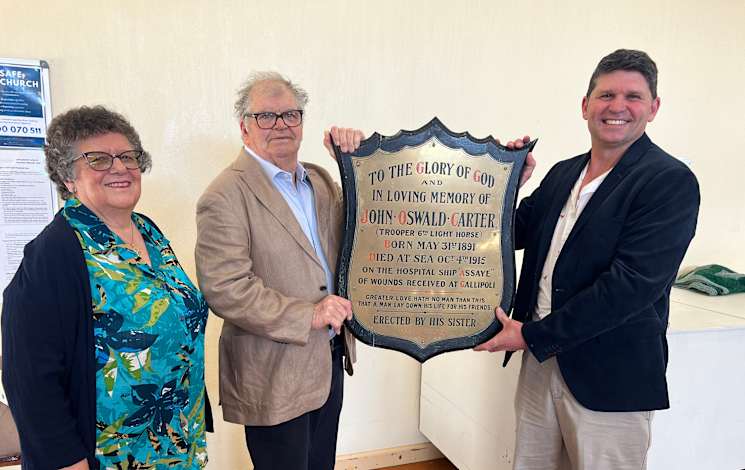 SAFE
CHURCH
00 070 511
TO THE GLORY OF GOD
AND
IN LOVING MEMORY OF
JOHN · OSWALD · CARTER
(TROOPER 6TH LIGHT HORSE)
BORN MAY 31ST 1891
DIED AT SEA OCT 4TH 1915
ON THE HOSPITAL SHIP "ASSAYE"
OF WOUNDS RECEIVED AT GALLIPOLI
GREATER LOVE HATH NO MAN THAN THIS
THAT A MAN LAY DOWN HIS LIFE FOR HIS FRIENDS.
ERECTED BY HIS SISTER